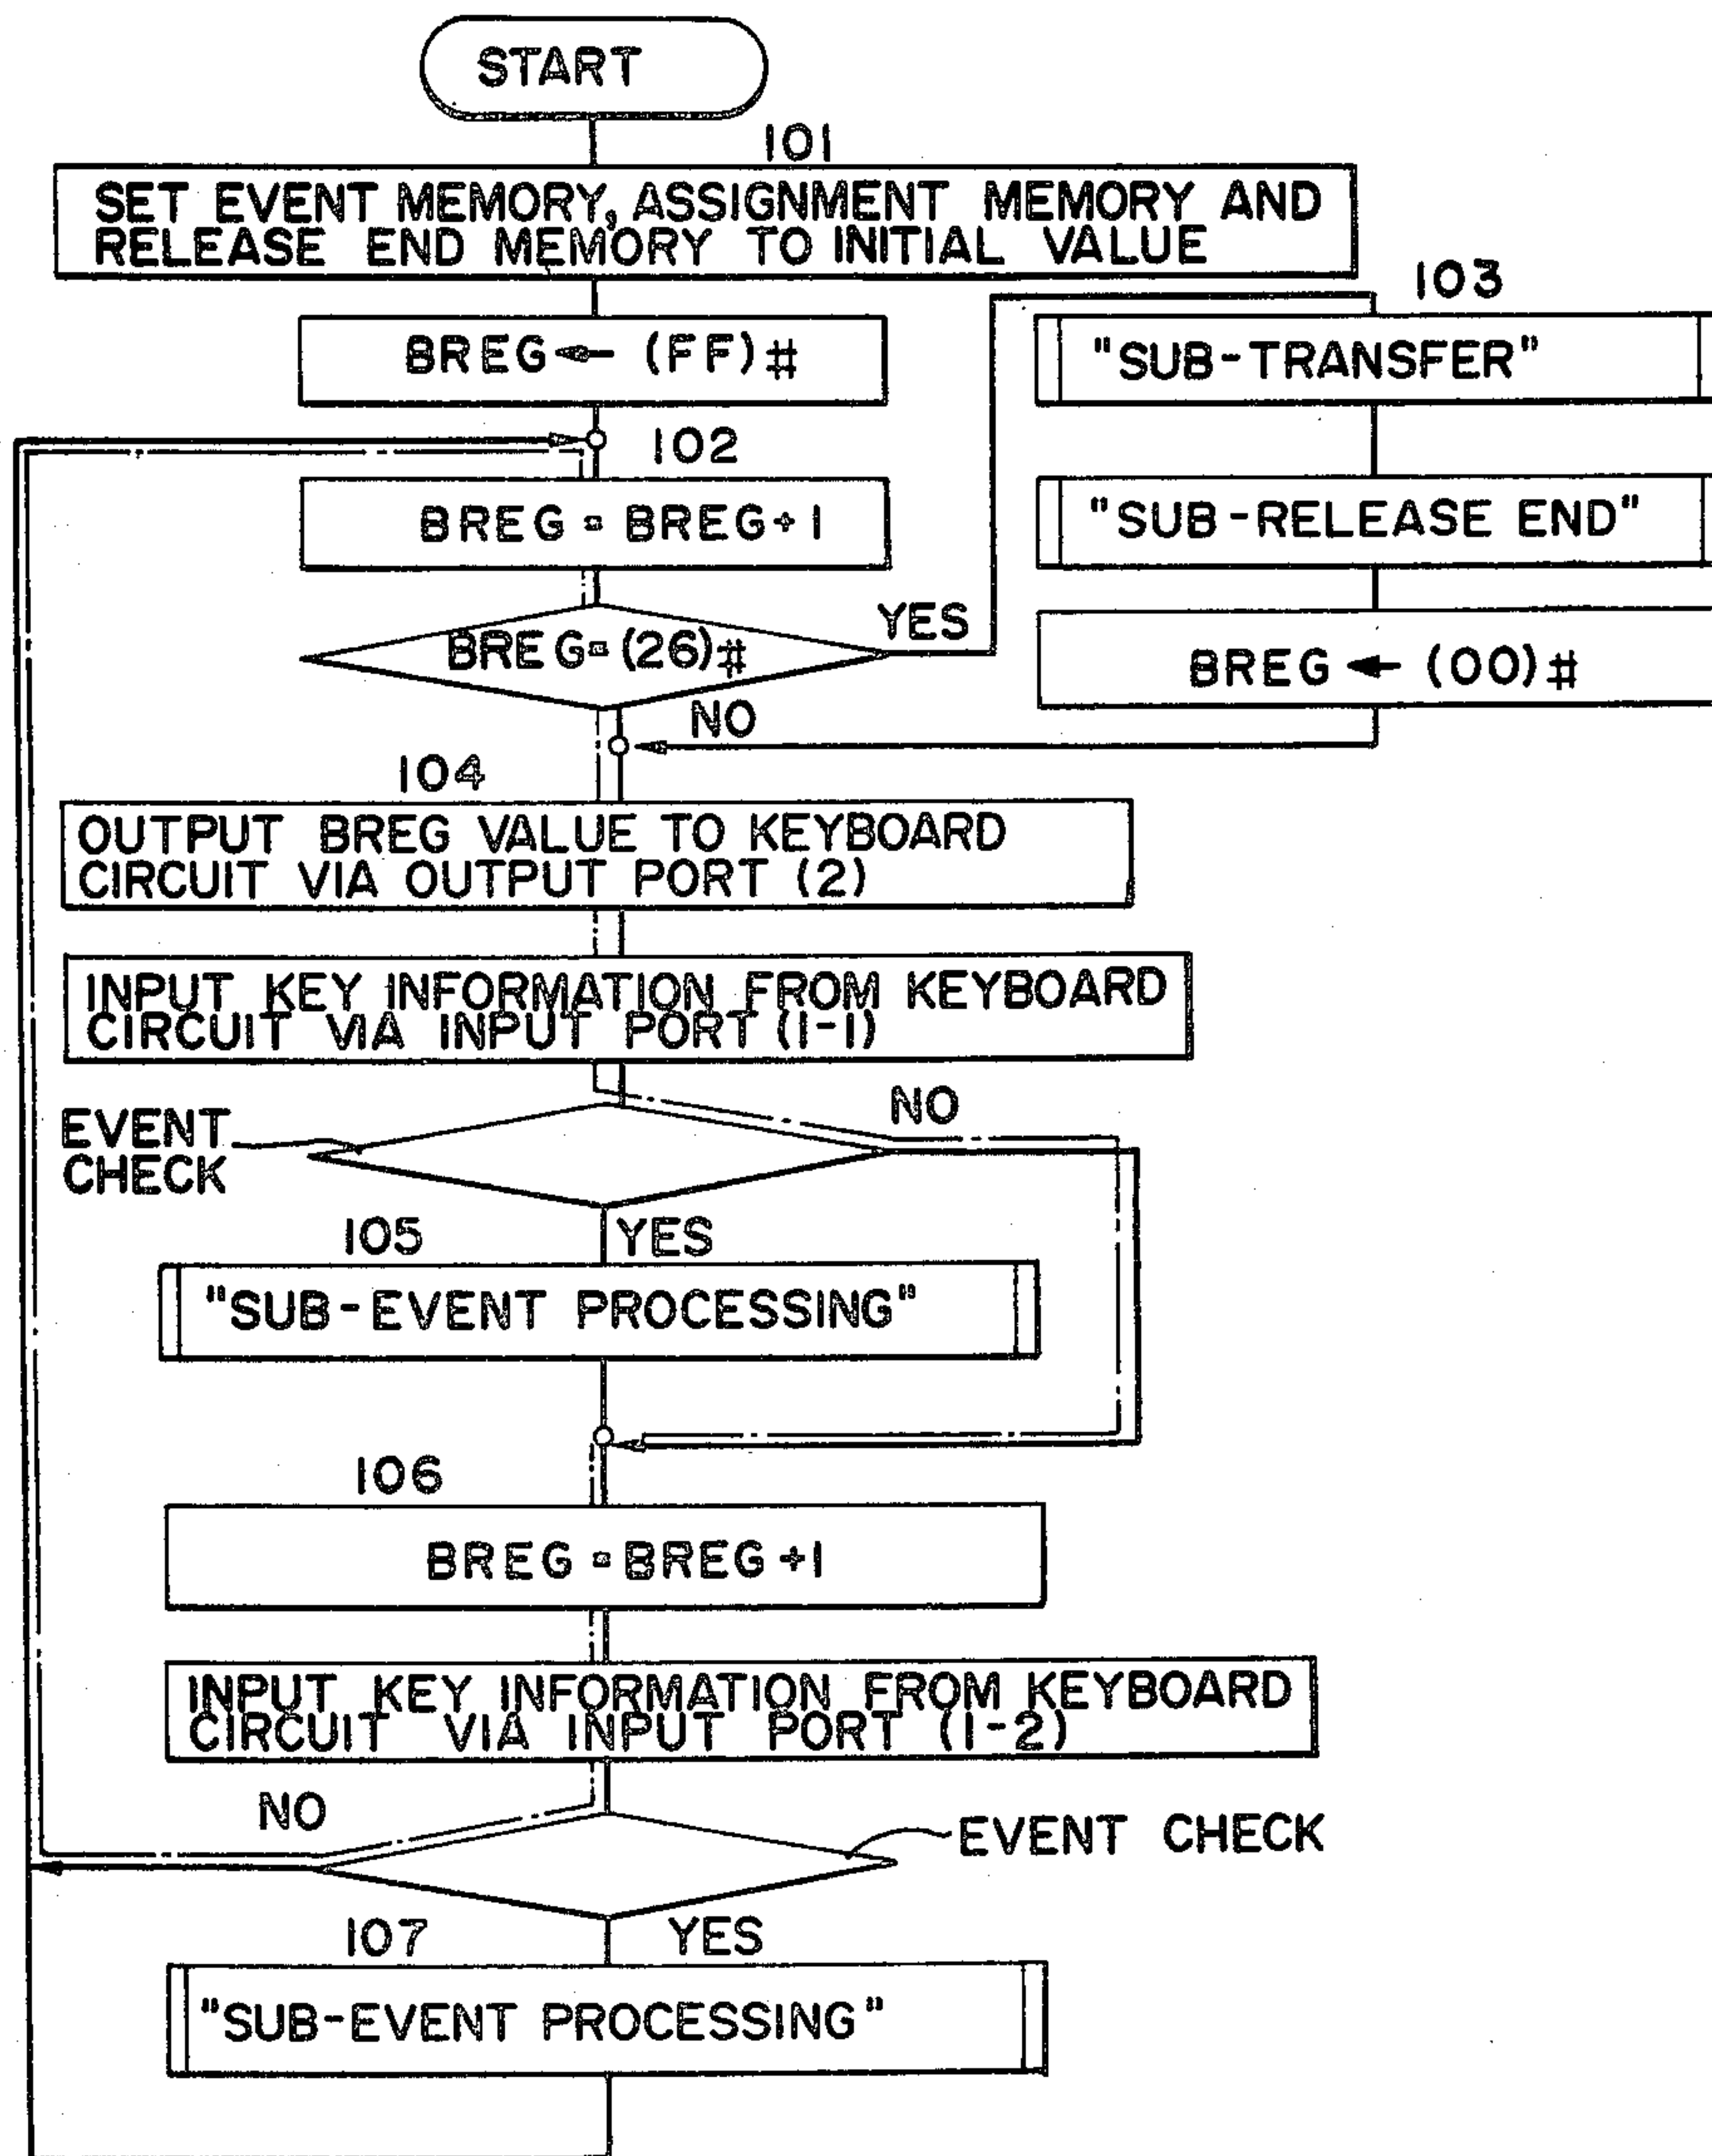 START
101
SET EVENT MEMORY, ASSIGNMENT MEMORY AND
RELEASE END MEMORY TO INITIAL VALUE
BREG ← (FF)#
102
BREG = BREG+1
BREG=(26)#
YES
NO
103
"SUB-TRANSFER"
"SUB-RELEASE END"
BREG ← (00)#
104
OUTPUT BREG VALUE TO KEYBOARD
CIRCUIT VIA OUTPUT PORT (2)
INPUT KEY INFORMATION FROM KEYBOARD
CIRCUIT VIA INPUT PORT (1-1)
EVENT
CHECK
NO
YES
105
"SUB-EVENT PROCESSING"
106
BREG = BREG +1
INPUT KEY INFORMATION FROM KEYBOARD
CIRCUIT VIA INPUT PORT (1-2)
NO
EVENT CHECK
YES
107
"SUB-EVENT PROCESSING"